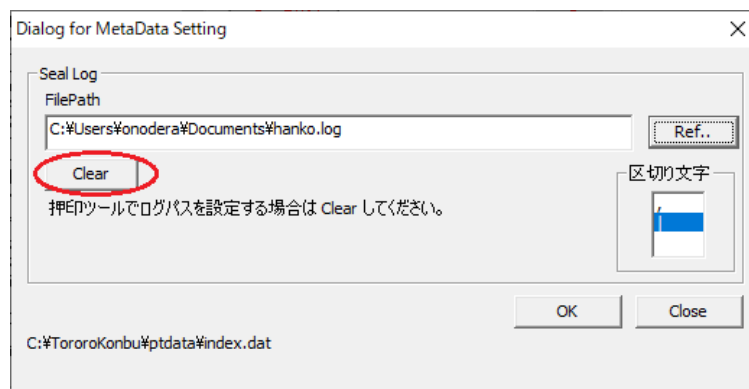 Dialog for MetaData Setting
Seal Log
FilePath
C:¥Users¥onodera¥Documents¥hanko.log
Ref..
Clear
区切り文字
押印ツールでログパスを設定する場合は Clear してください。
,
|
OK
Close
C:¥TororoKonbu¥ptdata¥index.dat